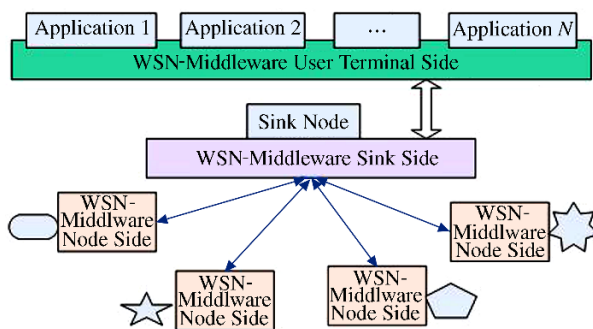 Application 1 Application 2 ... Application N
WSN-Middleware User Terminal Side
Sink Node
WSN-Middleware Sink Side
WSN-
Middlware
Node Side
WSN-
Middlware
Node Side
WSN-
Middlware
Node Side
WSN-
Middlware
Node Side